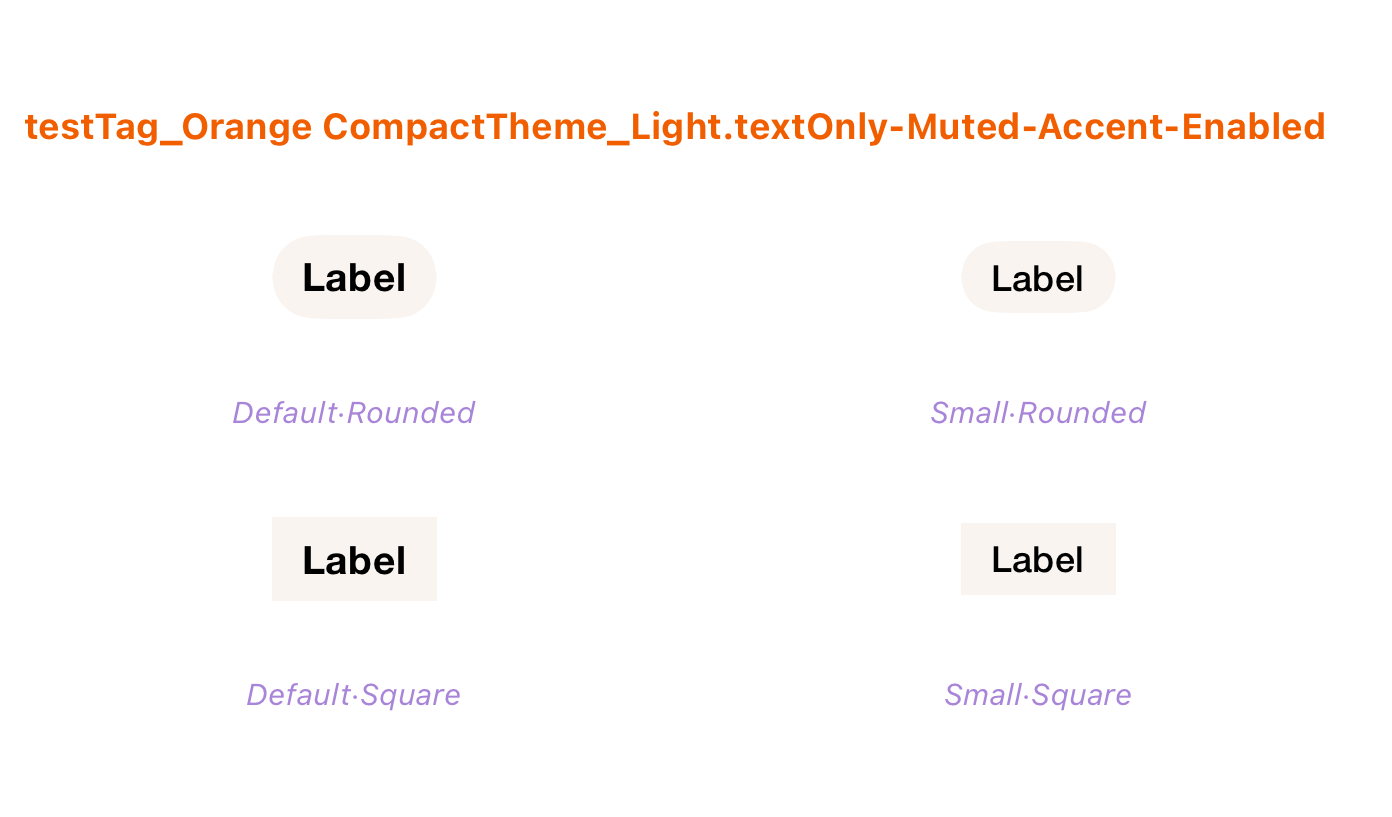 testTag_Orange CompactTheme_Light.textOnly-Muted-Accent-Enabled
Label
Label
Default·Rounded
Small·Rounded
Label
Label
Default·Square
Small·Square